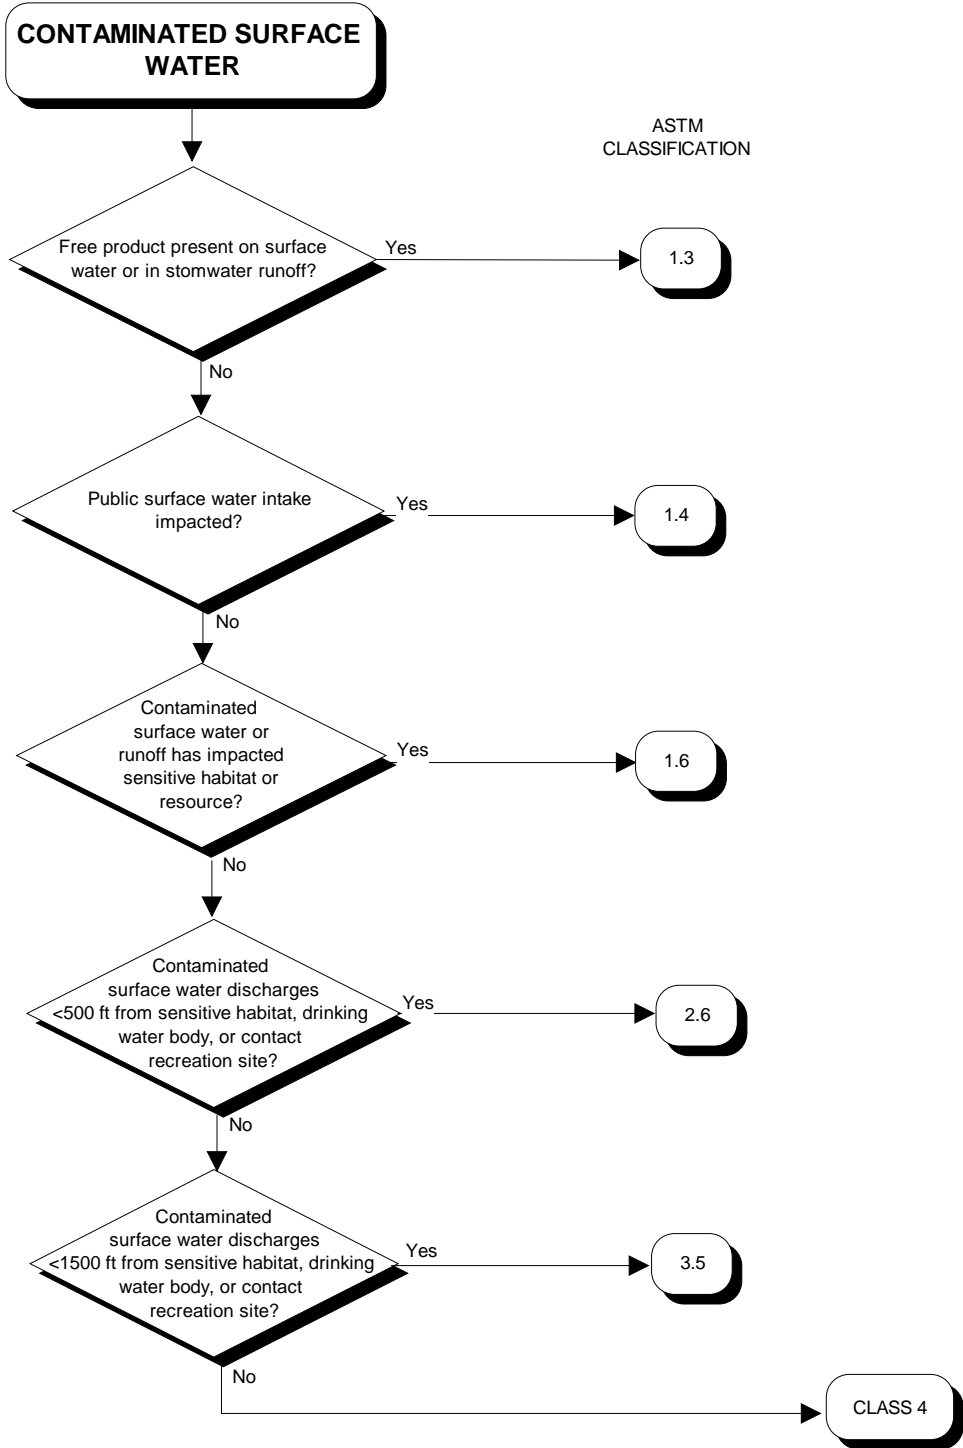 CONTAMINATED SURFACE
WATER
ASTM
CLASSIFICATION
Free product present on surface
water or in stomwater runoff?
Yes
1.3
No
Public surface water intake
impacted?
Yes
1.4
No
Contaminated
surface water or
runoff has impacted
sensitive habitat or
resource?
Yes
1.6
No
Contaminated
surface water discharges
<500 ft from sensitive habitat, drinking
water body, or contact
recreation site?
Yes
2.6
No
Contaminated
surface water discharges
<1500 ft from sensitive habitat, drinking
water body, or contact
recreation site?
Yes
3.5
No
CLASS 4